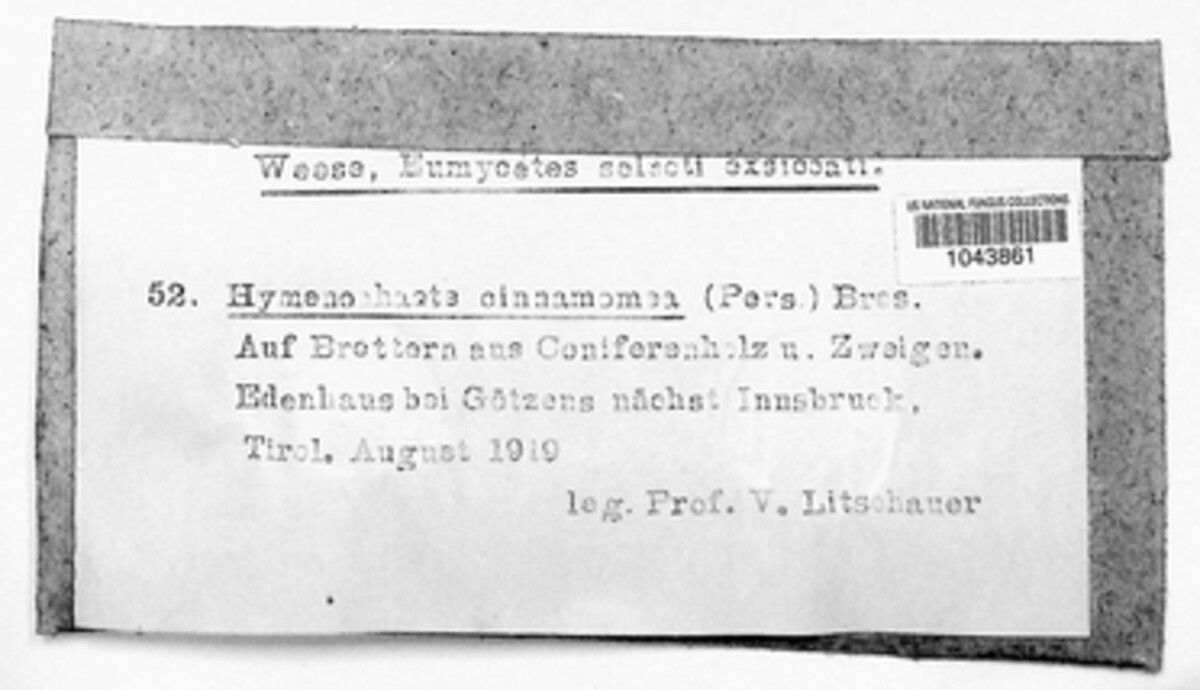 Weese, Eumycetes selecti exsiccati.
US NATIONAL FUNGUS COLLECTIONS
1043861
52. Hymenochaete cinnamomea (Pers.) Bres.
Auf Brettern aus Coniferenholz u. Zweigen.
Edenhaus bei Götzens nächst Innsbruck,
Tirol. August 1919
leg. Prof. V. Litschauer